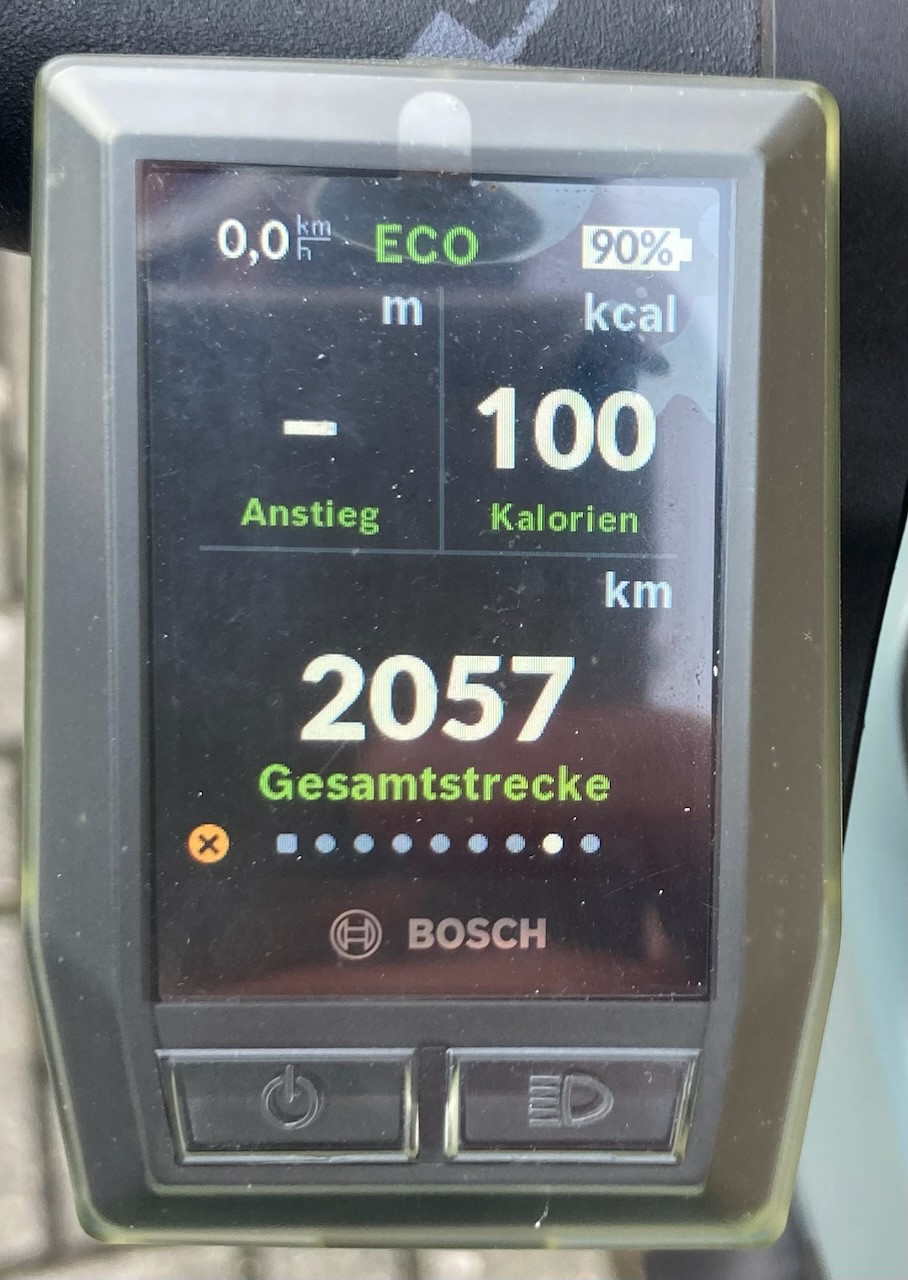 0,0 km/h ECO 90%
m kcal
– 100
Anstieg Kalorien
km
2057
Gesamtstrecke
BOSCH